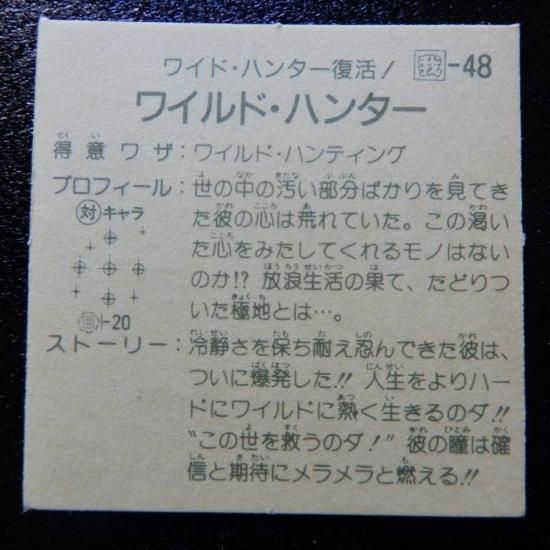 ワイド・ハンター復活! -48
ワイルド・ハンター
得意ワザ:ワイルド・ハンティング
プロフィール:世の中の汚い部分ばかりを見てき
対 キャラ
た彼の心は荒れていた。この渇い
た心をみたしてくれるモノはない
のか!? 放浪生活の果て、たどりつ
-20
いた極地とは…。
ストーリー:冷静さを保ち耐え忍んできた彼は、
ついに爆発した!! 人生をよりハー
ドにワイルドに熱く生きるのダ!!
“この世を救うのダ!”彼の瞳は確
信と期待にメラメラと燃える!!